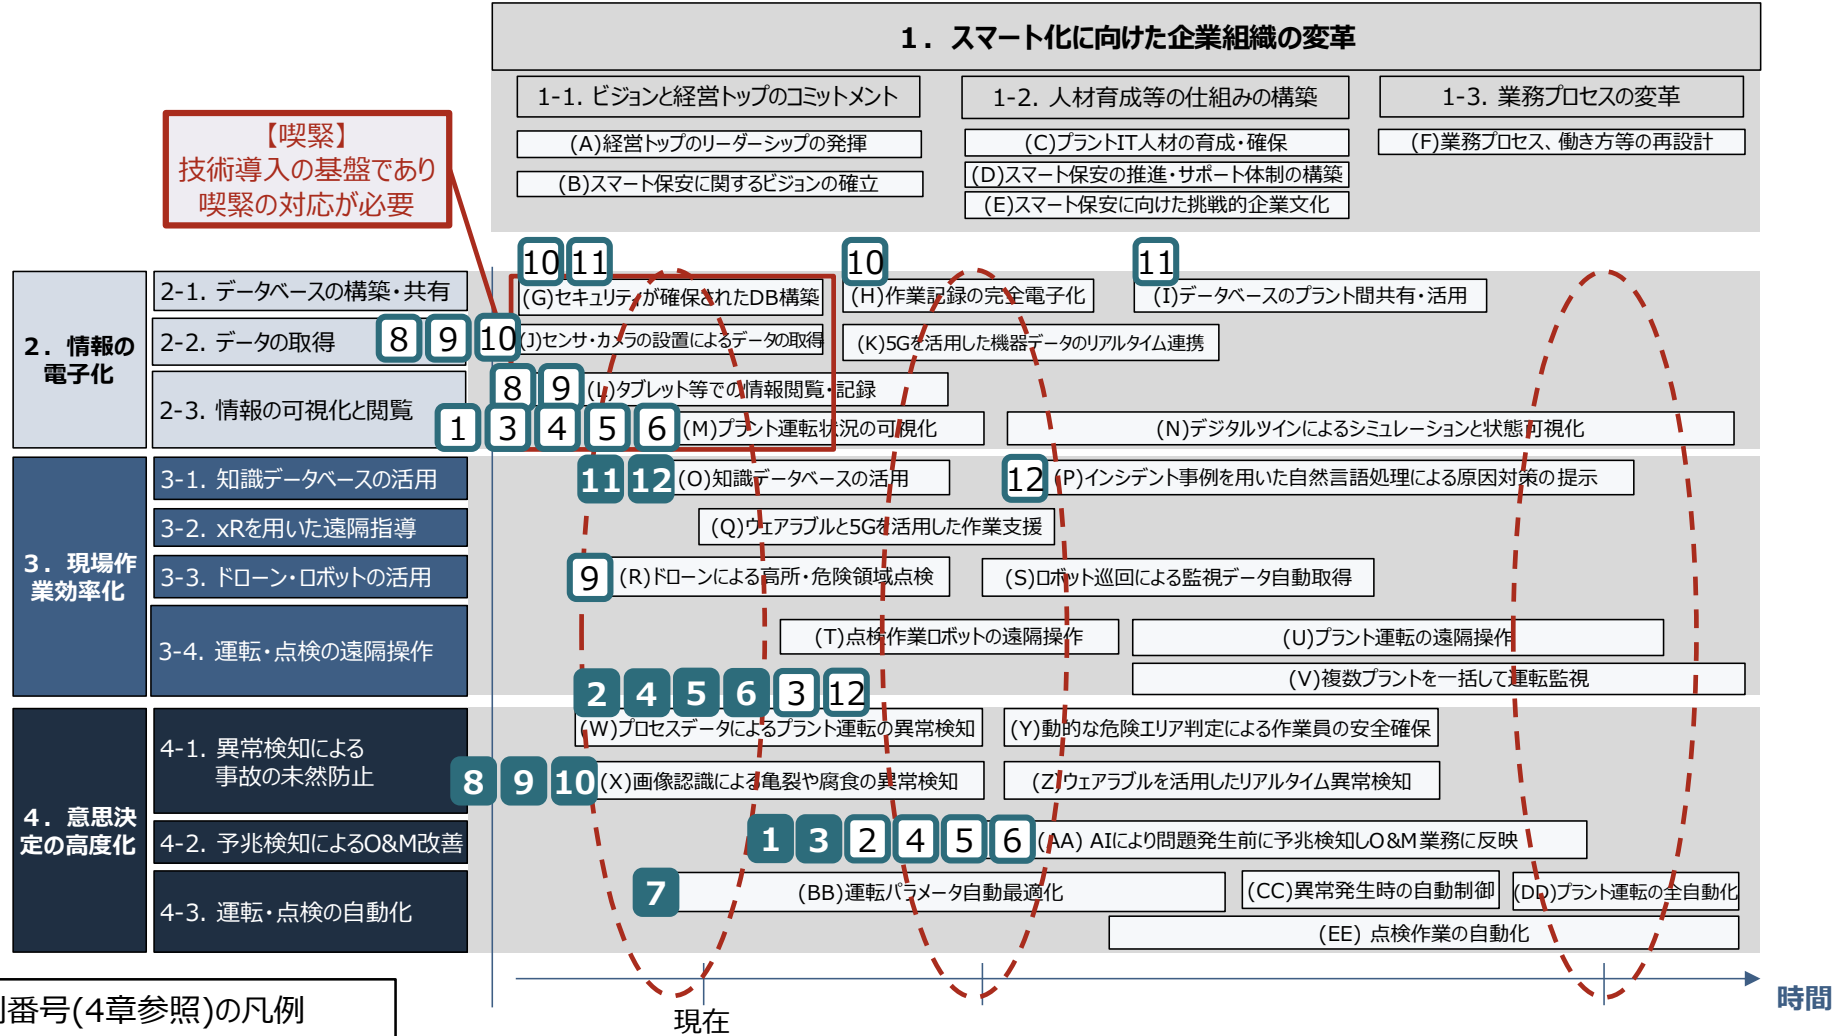 1．スマート化に向けた企業組織の変革
1-1. ビジョンと経営トップのコミットメント
1-2. 人材育成等の仕組みの構築
1-3. 業務プロセスの変革
(A)経営トップのリーダーシップの発揮
(C)プラントIT人材の育成・確保
(F)業務プロセス、働き方等の再設計
(B)スマート保安に関するビジョンの確立
(D)スマート保安の推進・サポート体制の構築
(E)スマート保安に向けた挑戦的企業文化
【喫緊】
技術導入の基盤であり
喫緊の対応が必要
2．情報の
電子化
2-1. データベースの構築・共有
10 11
(G)セキュリティが確保されたDB構築
10
(H)作業記録の完全電子化
11
(I)データベースのプラント間共有・活用
2-2. データの取得
8 9 10
(J)センサ・カメラの設置によるデータの取得
(K)5Gを活用した機器データのリアルタイム連携
2-3. 情報の可視化と閲覧
8 9
(L)タブレット等での情報閲覧・記録
1 3 4 5 6
(M)プラント運転状況の可視化
(N)デジタルツインによるシミュレーションと状態可視化
3．現場作
業効率化
3-1. 知識データベースの活用
11 12
(O)知識データベースの活用
12
(P)インシデント事例を用いた自然言語処理による原因対策の提示
3-2. xRを用いた遠隔指導
(Q)ウェアラブルと5Gを活用した作業支援
3-3. ドローン・ロボットの活用
9
(R)ドローンによる高所・危険領域点検
(S)ロボット巡回による監視データ自動取得
3-4. 運転・点検の遠隔操作
(T)点検作業ロボットの遠隔操作
(U)プラント運転の遠隔操作
(V)複数プラントを一括して運転監視
4．意思決
定の高度化
4-1. 異常検知による
事故の未然防止
2 4 5 6 3 12
(W)プロセスデータによるプラント運転の異常検知
(Y)動的な危険エリア判定による作業員の安全確保
8 9 10
(X)画像認識による亀裂や腐食の異常検知
(Z)ウェアラブルを活用したリアルタイム異常検知
4-2. 予兆検知によるO&M改善
1 3 2 4 5 6
(AA) AIにより問題発生前に予兆検知しO&M業務に反映
4-3. 運転・点検の自動化
7
(BB)運転パラメータ自動最適化
(CC)異常発生時の自動制御
(DD)プラント運転の全自動化
(EE) 点検作業の自動化
現在
時間
番号(4章参照)の凡例